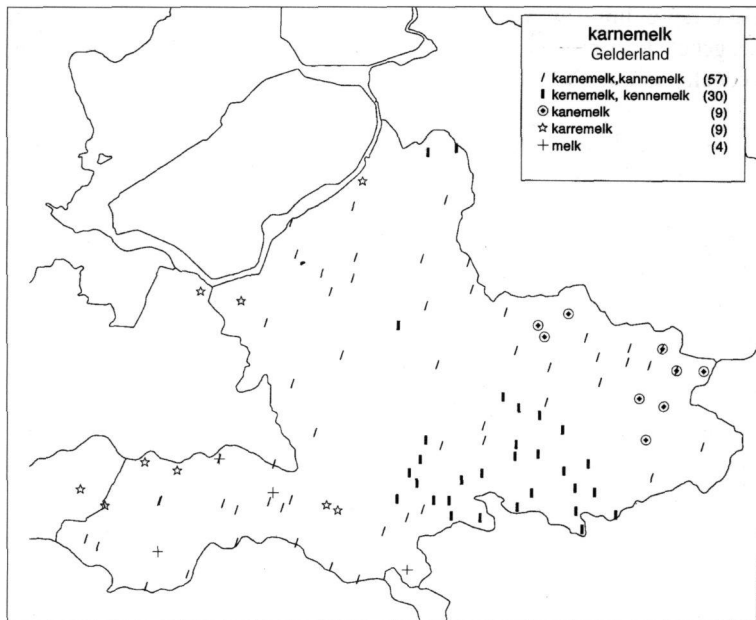 karnemelk
Gelderland
karnemelk,kannemelk (57)
kernemelk, kennemelk (30)
kanemelk (9)
karremelk (9)
melk (4)